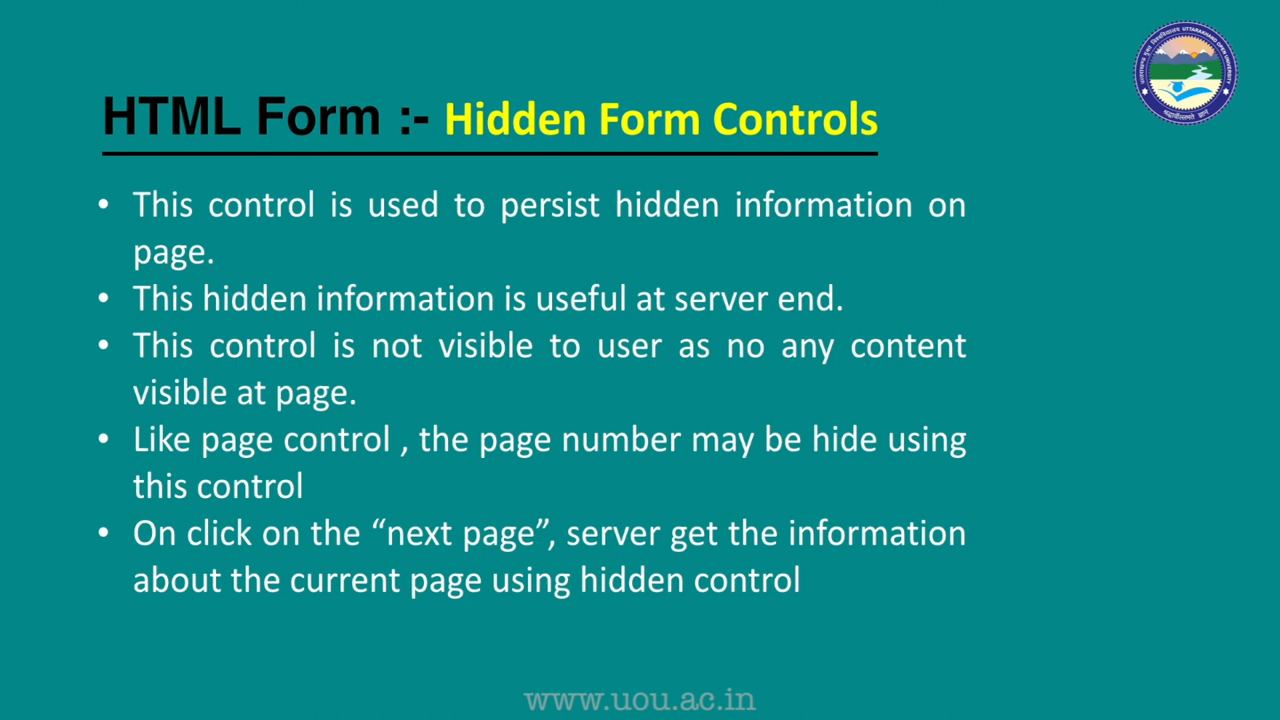 HTML Form :- Hidden Form Controls
• This control is used to persist hidden information on
page.
• This hidden information is useful at server end.
• This control is not visible to user as no any content
visible at page.
• Like page control , the page number may be hide using
this control
• On click on the “next page”, server get the information
about the current page using hidden control
UTTARAKHAND OPEN UNIVERSITY
www.uou.ac.in